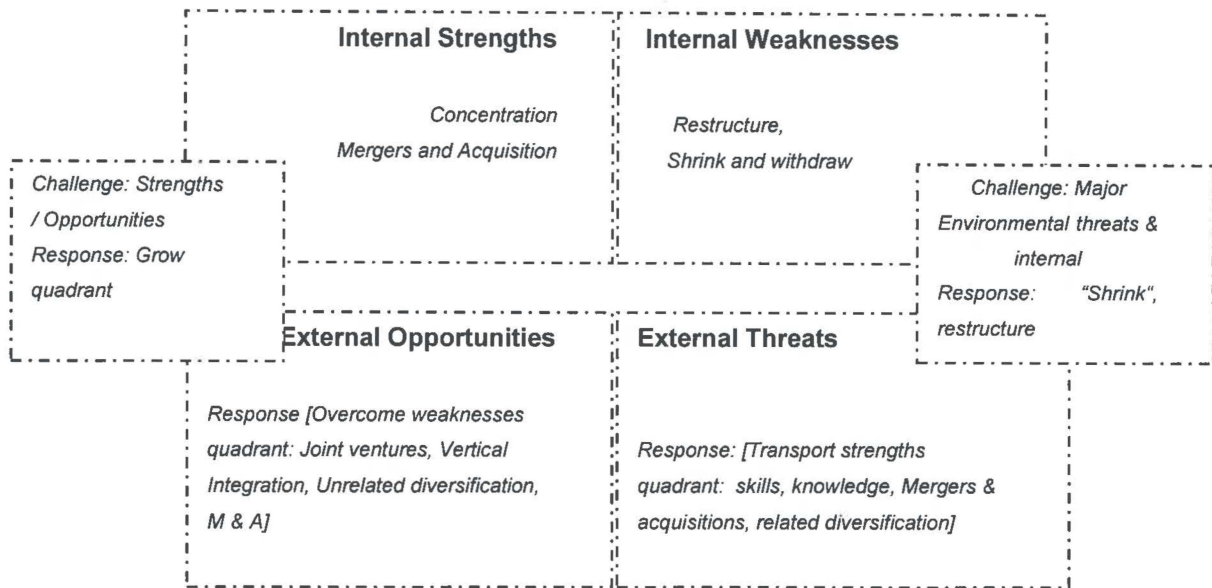 Internal Strengths
Concentration
Mergers and Acquisition
Internal Weaknesses
Restructure,
Shrink and withdraw
Challenge: Strengths
/ Opportunities
Response: Grow
quadrant
Challenge: Major
Environmental threats &
internal
Response: "Shrink",
restructure
External Opportunities
Response [Overcome weaknesses
quadrant: Joint ventures, Vertical
Integration, Unrelated diversification,
M & A]
External Threats
Response: [Transport strengths
quadrant: skills, knowledge, Mergers &
acquisitions, related diversification]